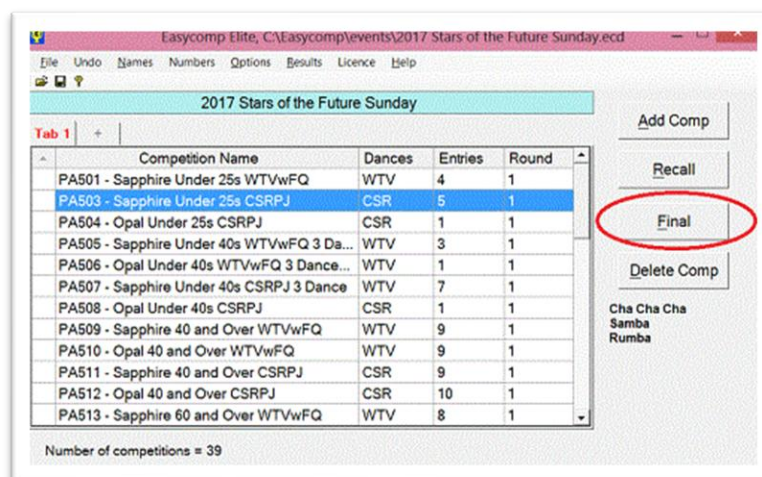 Easycomp Elite, C:\Easycomp\events\2017 Stars of the Future Sunday.ecd
File Undo Names Numbers Options Results Licence Help
2017 Stars of the Future Sunday
Tab 1 +
Competition Name Dances Entries Round
PA501 - Sapphire Under 25s WTVwFQ WTV 4 1
PA503 - Sapphire Under 25s CSRPJ CSR 5 1
PA504 - Opal Under 25s CSRPJ CSR 1 1
PA505 - Sapphire Under 40s WTVwFQ 3 Da... WTV 3 1
PA506 - Opal Under 40s WTVwFQ 3 Dance... WTV 1 1
PA507 - Sapphire Under 40s CSRPJ 3 Dance WTV 7 1
PA508 - Opal Under 40s CSRPJ CSR 1 1
PA509 - Sapphire 40 and Over WTVwFQ WTV 9 1
PA510 - Opal 40 and Over WTVwFQ WTV 9 1
PA511 - Sapphire 40 and Over CSRPJ CSR 9 1
PA512 - Opal 40 and Over CSRPJ CSR 10 1
PA513 - Sapphire 60 and Over WTVwFQ WTV 8 1
Number of competitions = 39
Add Comp
Recall
Final
Delete Comp
Cha Cha Cha
Samba
Rumba